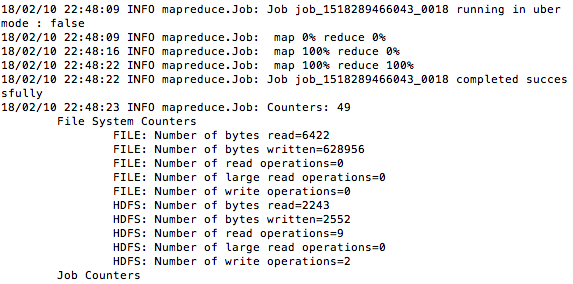 18/02/10 22:48:09 INFO mapreduce.Job: Job job_1518289466043_0018 running in uber
mode : false
18/02/10 22:48:09 INFO mapreduce.Job:  map 0% reduce 0%
18/02/10 22:48:16 INFO mapreduce.Job:  map 100% reduce 0%
18/02/10 22:48:22 INFO mapreduce.Job:  map 100% reduce 100%
18/02/10 22:48:22 INFO mapreduce.Job: Job job_1518289466043_0018 completed succes
sfully
18/02/10 22:48:23 INFO mapreduce.Job: Counters: 49
File System Counters
FILE: Number of bytes read=6422
FILE: Number of bytes written=628956
FILE: Number of read operations=0
FILE: Number of large read operations=0
FILE: Number of write operations=0
HDFS: Number of bytes read=2243
HDFS: Number of bytes written=2552
HDFS: Number of read operations=9
HDFS: Number of large read operations=0
HDFS: Number of write operations=2
Job Counters